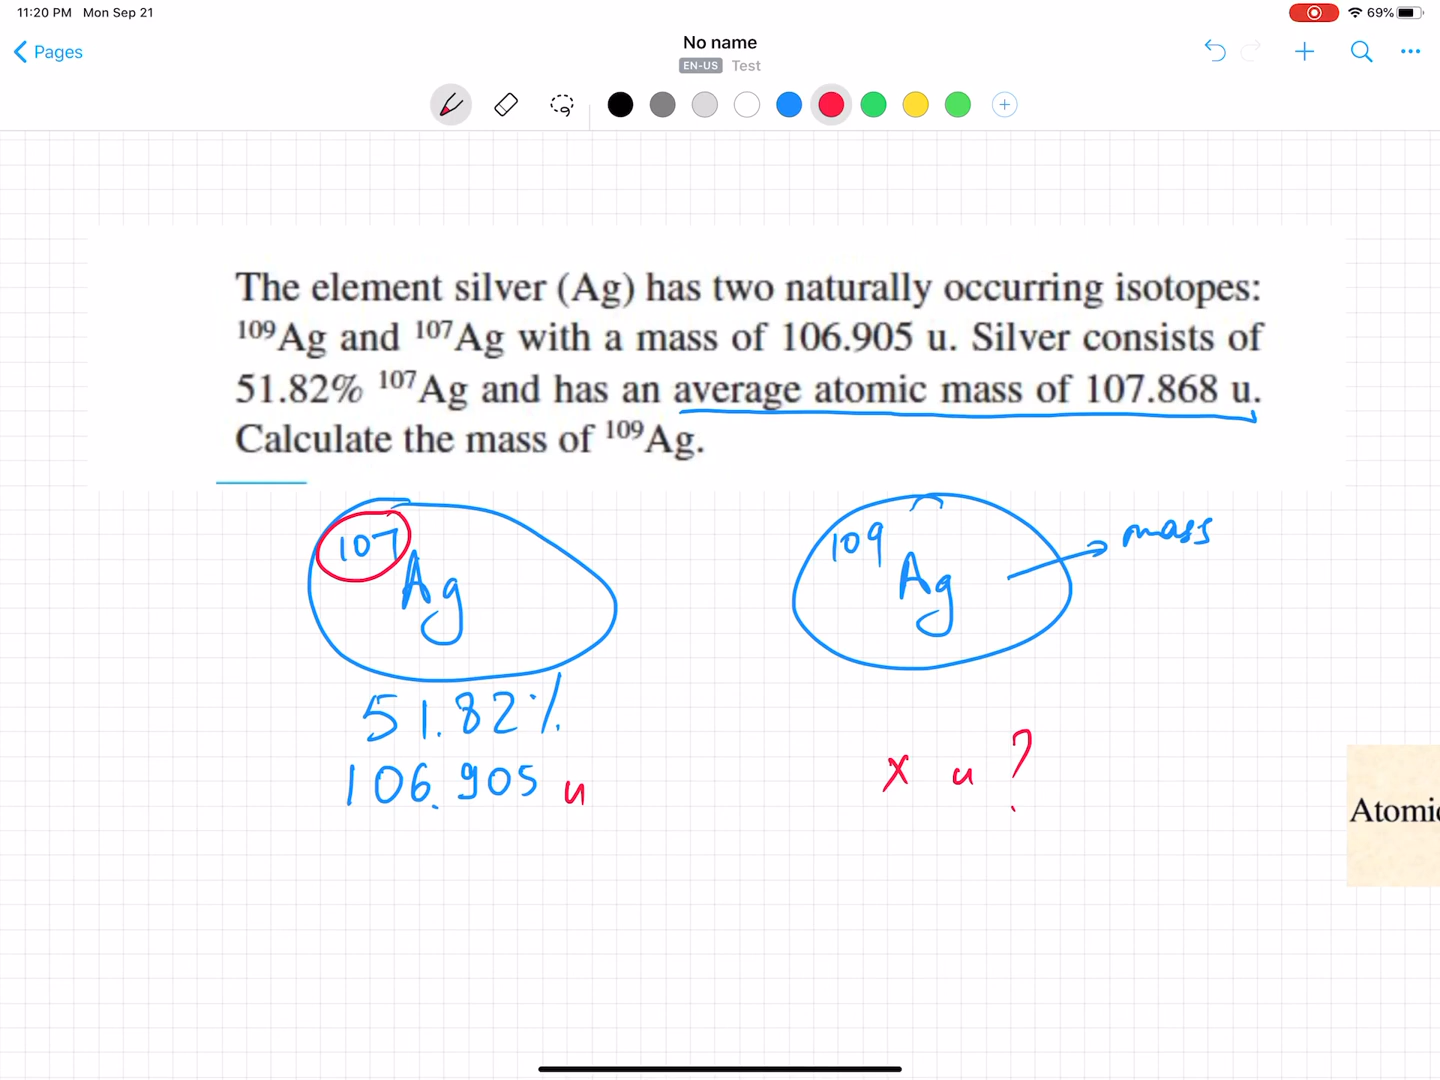 11:20 PM Mon Sep 21
69%
Pages
No name
EN-US Test
The element silver (Ag) has two naturally occurring isotopes:
¹⁰⁹Ag and ¹⁰⁷Ag with a mass of 106.905 u. Silver consists of
51.82% ¹⁰⁷Ag and has an average atomic mass of 107.868 u.
Calculate the mass of ¹⁰⁹Ag.
107 Ag
109 Ag
mass
51.82%
106.905 u
x u ?
Atomic